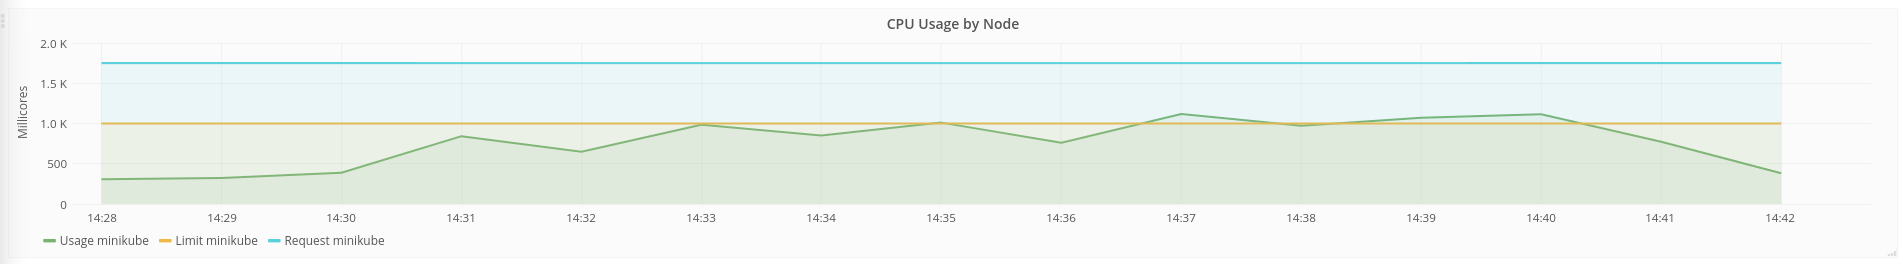 CPU Usage by Node
Millicores
2.0 K
1.5 K
1.0 K
500
0
14:28 14:29 14:30 14:31 14:32 14:33 14:34 14:35 14:36 14:37 14:38 14:39 14:40 14:41 14:42
Usage minikube Limit minikube Request minikube